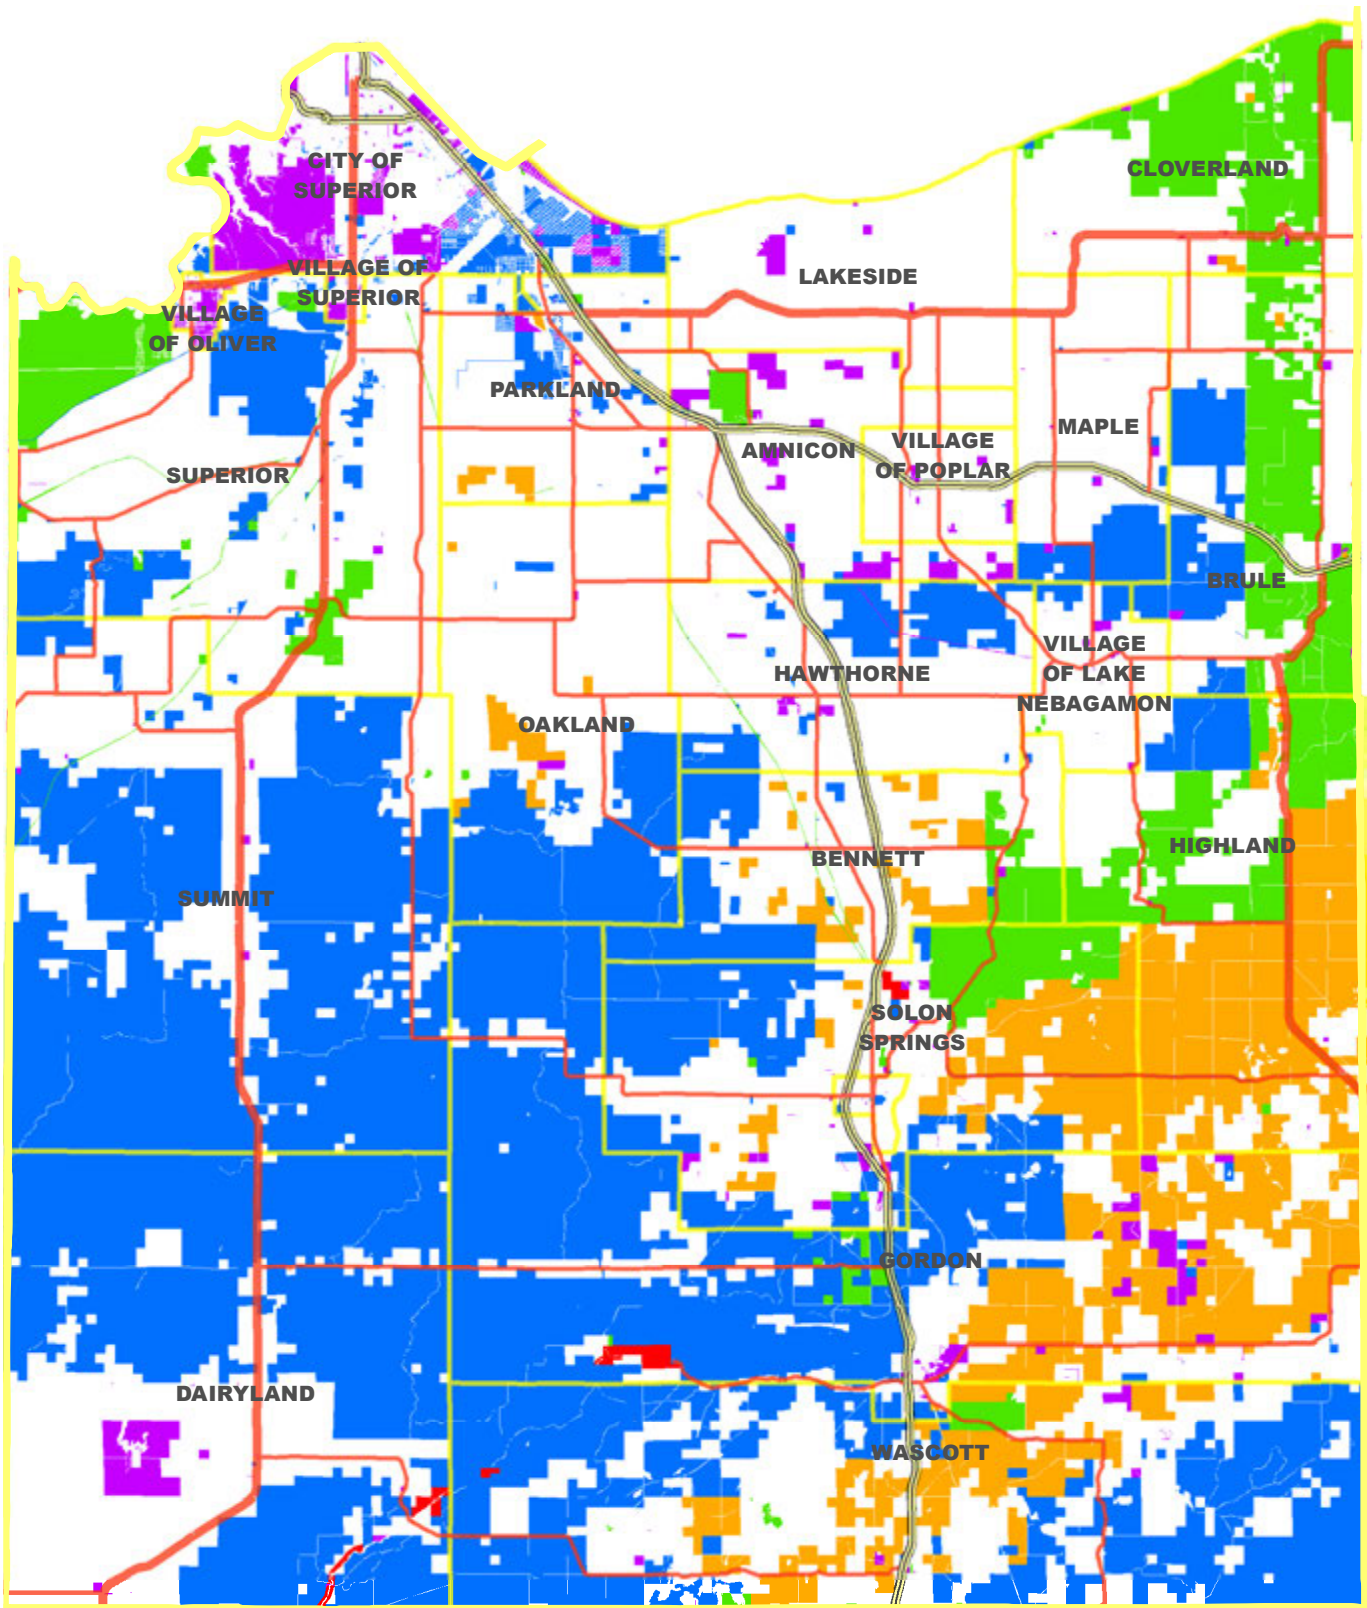 CITY OF
SUPERIOR
CLOVERLAND
VILLAGE OF
SUPERIOR
LAKESIDE
VILLAGE
OF OLIVER
PARKLAND
MAPLE
AMNICON
VILLAGE
OF POPLAR
SUPERIOR
BRULE
VILLAGE
OF LAKE
NEBAGAMON
HAWTHORNE
OAKLAND
HIGHLAND
BENNETT
SUMMIT
SOLON
SPRINGS
GORDON
DAIRYLAND
WASCOTT